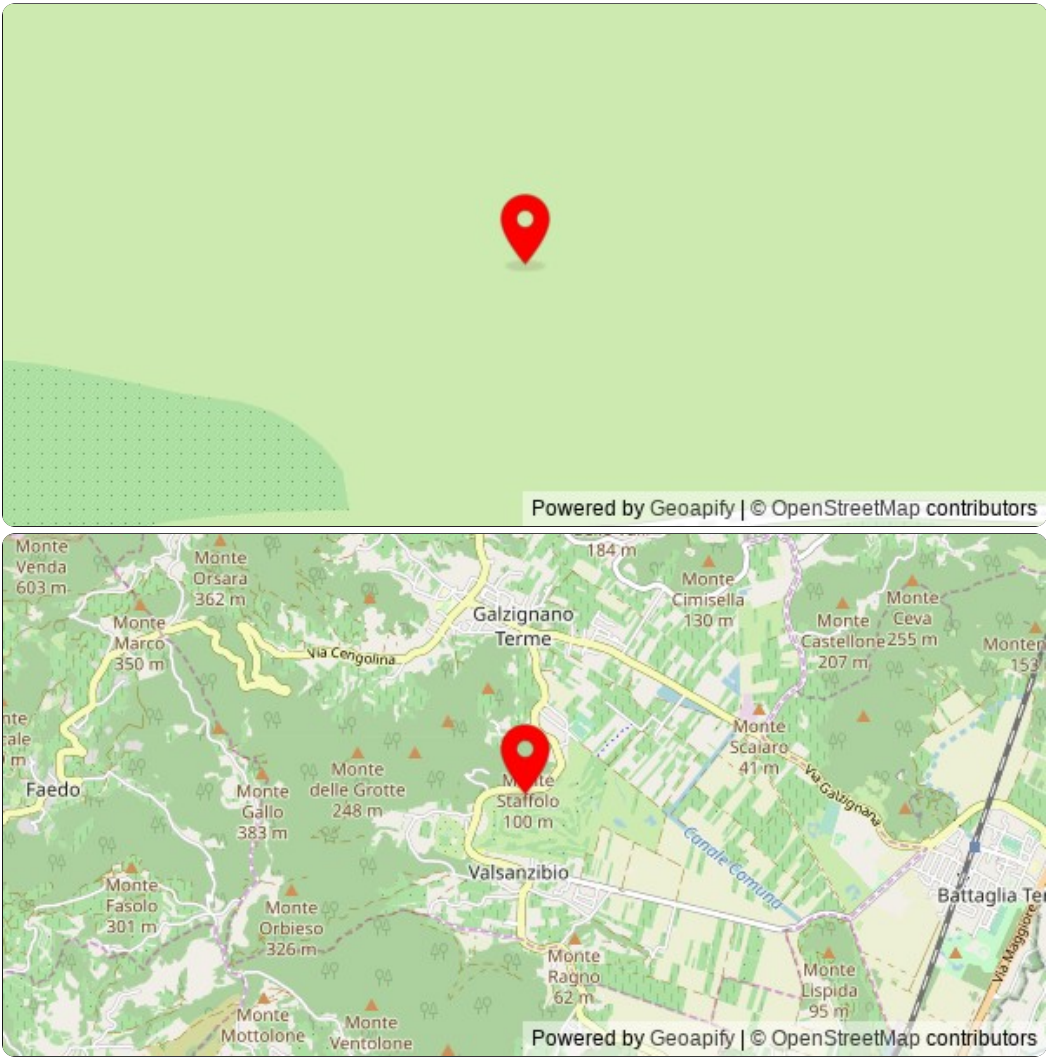 Powered by Geoapify | © OpenStreetMap contributors
Monte
Venda
603 m
Monte
Orsara
362 m
184 m
Monte
Cimisella
130 m
Monte
Ceva
255 m
Monte
Castellone
207 m
Monte
Marco
350 m
Galzignano
Terme
Via Cengolina
153
Monte
Scalaro
41 m
Via Galzignana
Faedo
Monte
Gallo
383 m
Monte
delle Grotte
248 m
Monte
Staffolo
100 m
Canale Comuna
Valsanzibio
Battaglia Ter
Monte
Fasolo
301 m
Monte
Orbieso
326 m
Monte
Ragno
62 m
Monte
Lispida
95 m
Via Maggiore
Monte
Mottolone
Monte
Ventolone
Powered by Geoapify | © OpenStreetMap contributors